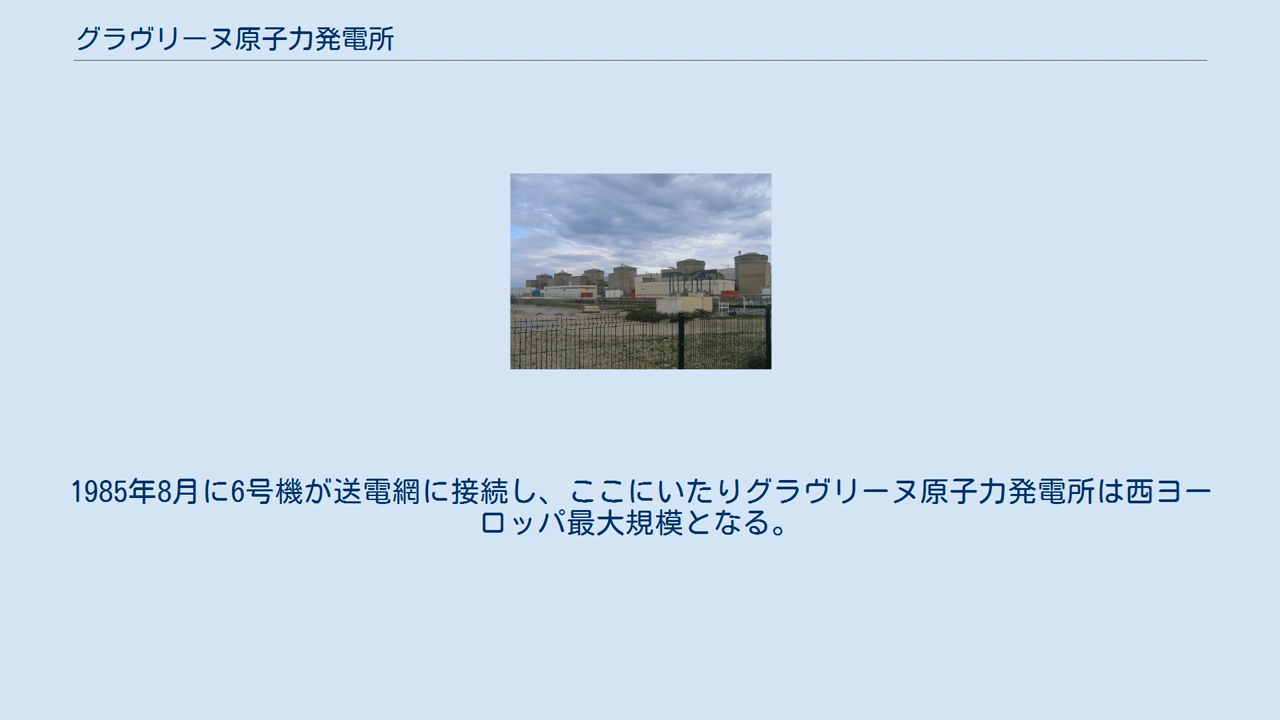 グラヴリーヌ原子力発電所
1985年8月に6号機が送電網に接続し、ここにいたりグラヴリーヌ原子力発電所は西ヨー
ロッパ最大規模となる。